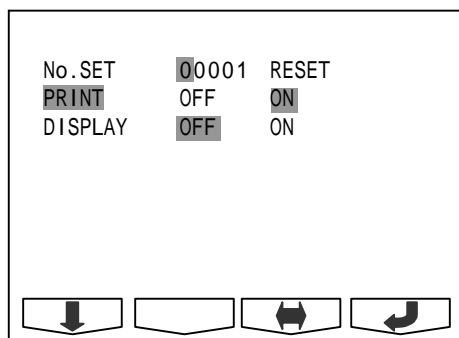 No.SET 00001 RESET
PRINT OFF ON
DISPLAY OFF ON